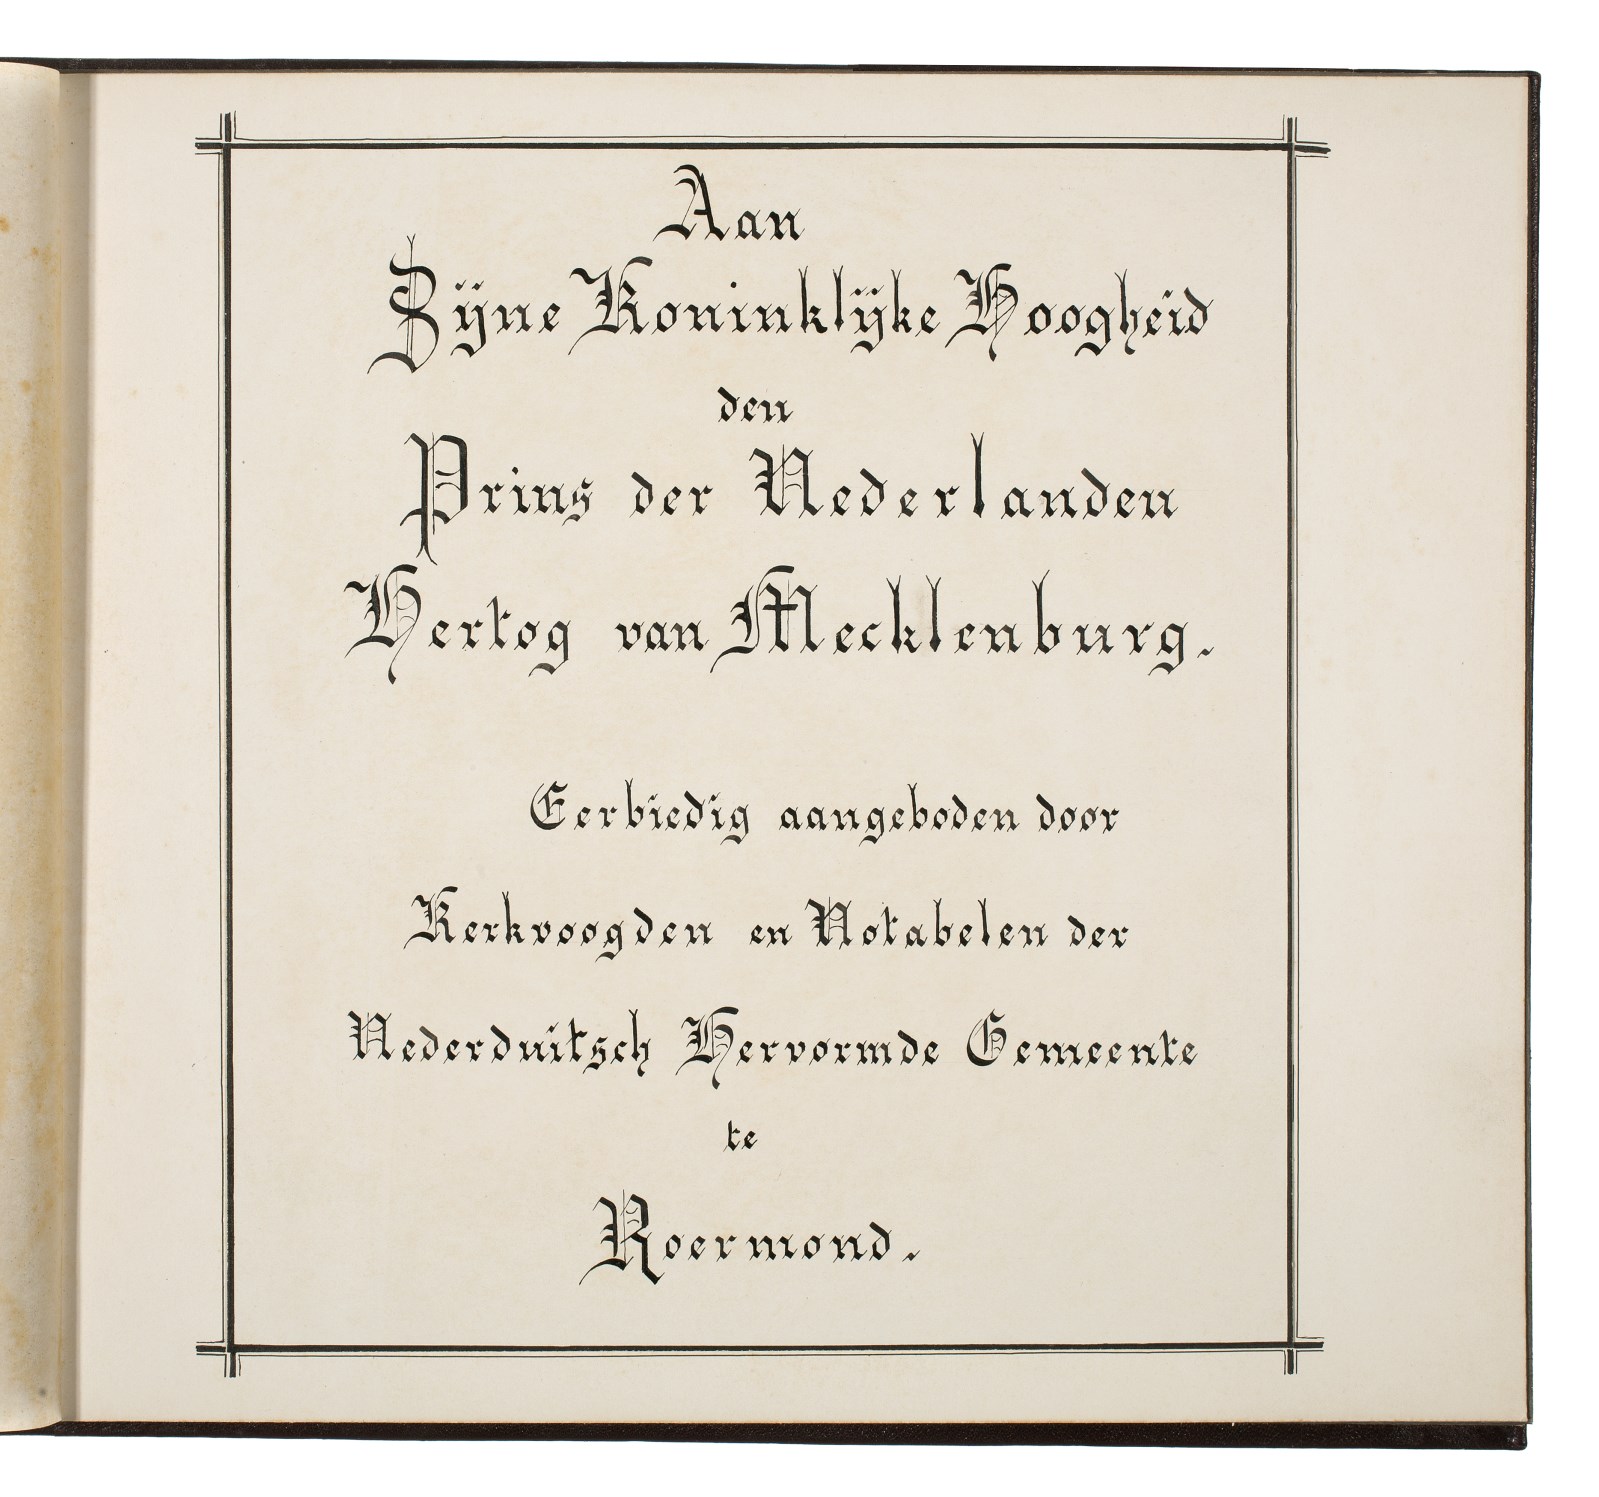 Aan
Zijne Koninklijke Hoogheid
den
Prins der Nederlanden
Hertog van Mecklenburg.
Eerbiedig aangeboden door
Kerkvoogden en Notabelen der
Nederduitsch Hervormde Gemeente
te
Roermond.